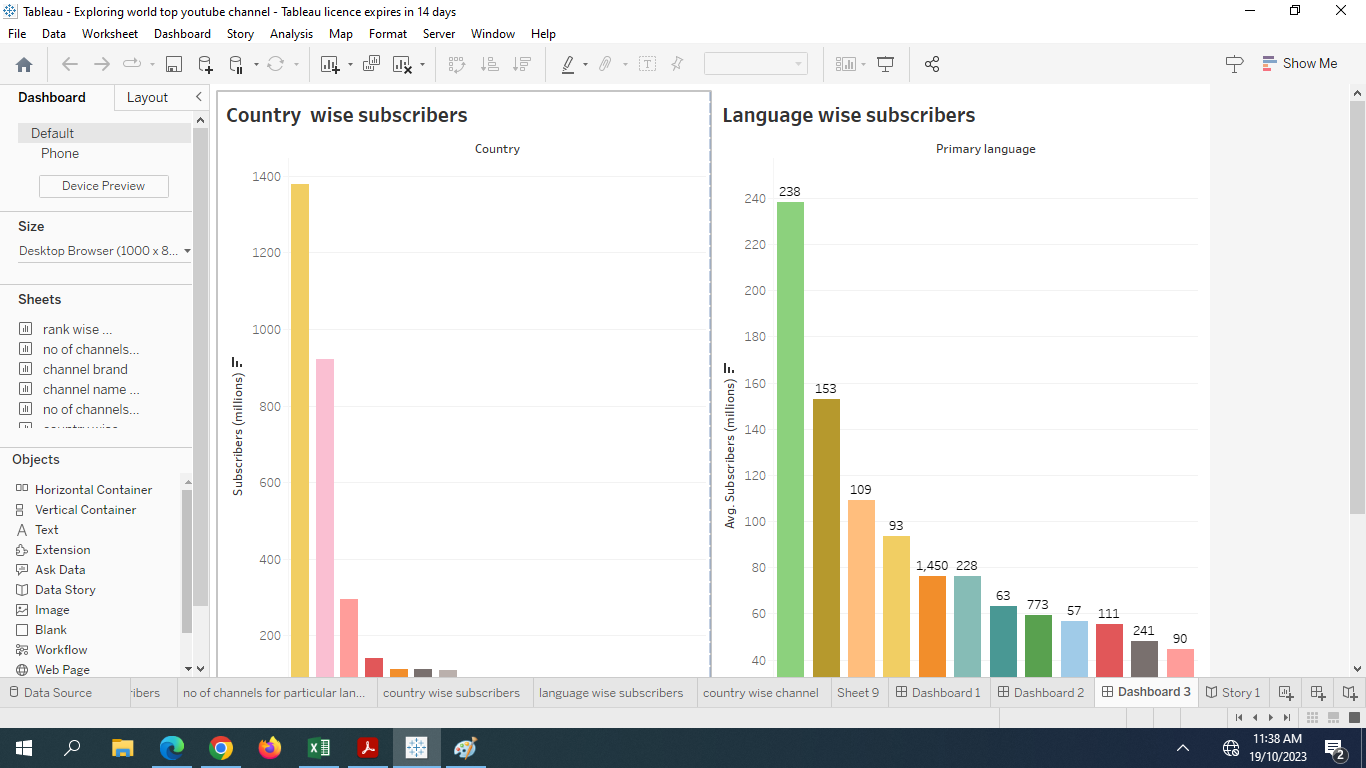 Tableau - Exploring world top youtube channel - Tableau licence expires in 14 days
File Data Worksheet Dashboard Story Analysis Map Format Server Window Help
Show Me
Dashboard Layout
Default
Phone
Device Preview
Size
Desktop Browser (1000 x 8...
Sheets
rank wise ...
no of channels...
channel brand
channel name ...
no of channels...
Objects
Horizontal Container
Vertical Container
Text
Extension
Ask Data
Data Story
Image
Blank
Workflow
Web Page
Country wise subscribers
Country
Subscribers (millions)
1400
1200
1000
800
600
400
200
Language wise subscribers
Primary language
Avg. Subscribers (millions)
240
220
200
180
160
140
120
100
80
60
40
238
153
109
93
1,450
228
63
773
57
111
241
90
Data Source ribers no of channels for particular lan... country wise subscribers language wise subscribers country wise channel Sheet 9 Dashboard 1 Dashboard 2 Dashboard 3 Story 1
11:38 AM
19/10/2023
2